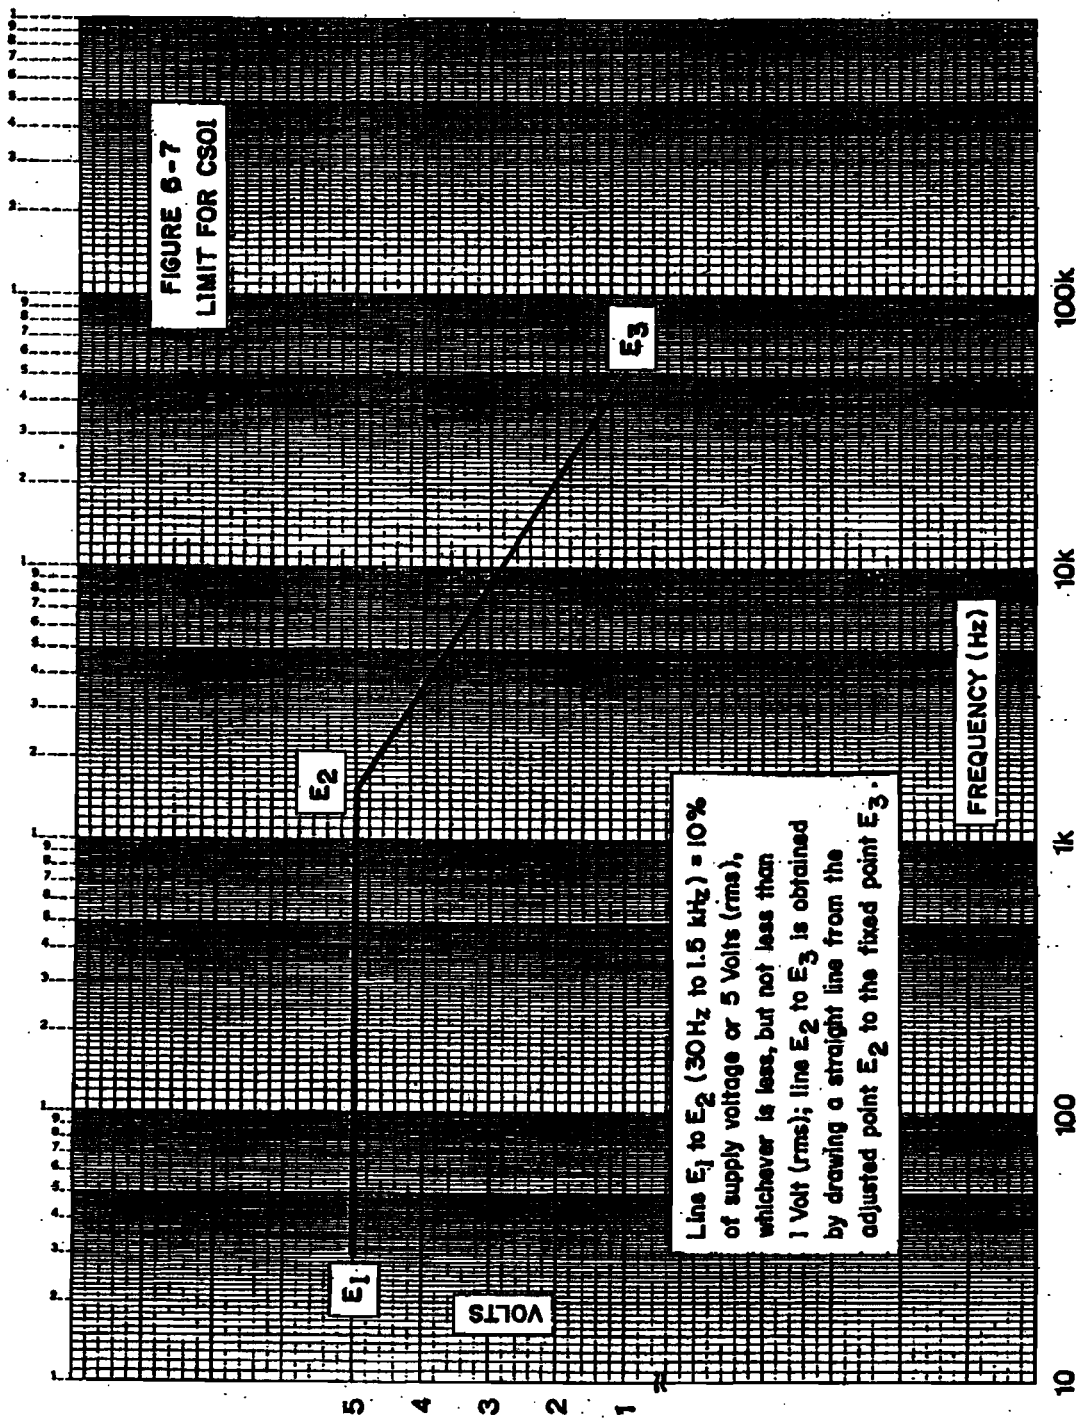 FIGURE 6-7
LIMIT FOR CS01
E1
E2
E3
VOLTS
5
4
3
2
1
Line E1 to E2 (30 Hz to 1.5 kHz) = 10%
of supply voltage or 5 Volts (rms),
whichever is less, but not less than
1 Volt (rms); line E2 to E3 is obtained
by drawing a straight line from the
adjusted point E2 to the fixed point E3.
FREQUENCY (Hz)
10
100
1k
10k
100k